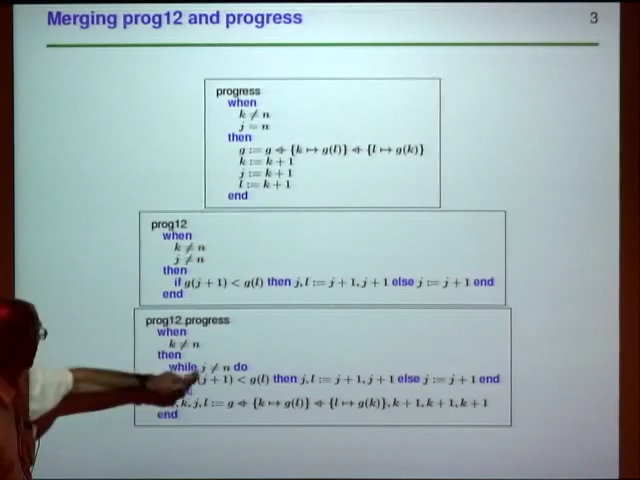 Merging prog12 and progress
3
progress
when
k ≠ n
j = n
then
g := g ⩤ {k ↦ g(l)} ⩤ {l ↦ g(k)}
k := k + 1
j := k + 1
l := k + 1
end
prog12
when
k ≠ n
j ≠ n
then
if g(j + 1) < g(l) then j, l := j + 1, j + 1 else j := j + 1 end
end
prog12_progress
when
k ≠ n
then
while j ≠ n do
(j + 1) < g(l) then j, l := j + 1, j + 1 else j := j + 1 end
k, j, l := g ⩤ {k ↦ g(l)} ⩤ {l ↦ g(k)}, k + 1, k + 1, k + 1
end